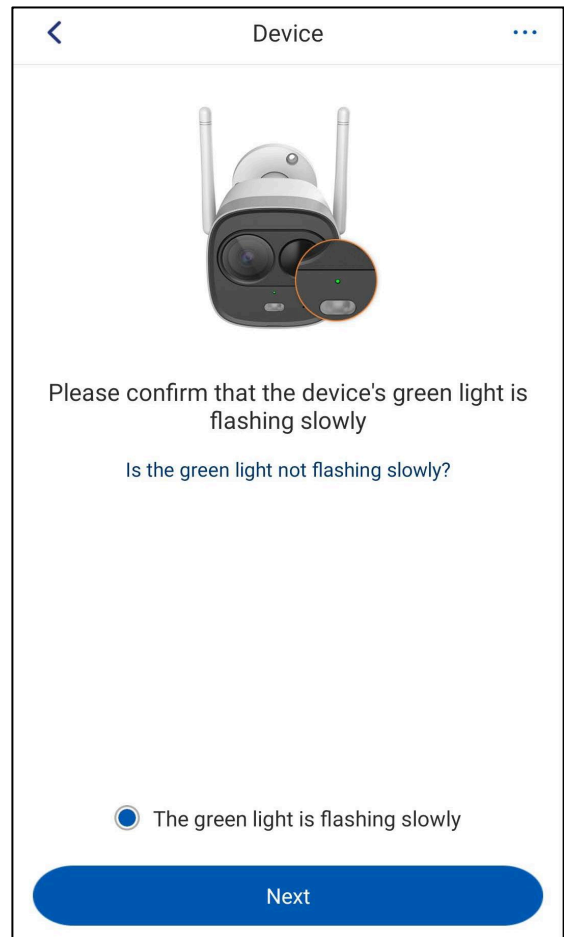 Device
Please confirm that the device's green light is
flashing slowly
Is the green light not flashing slowly?
The green light is flashing slowly
Next